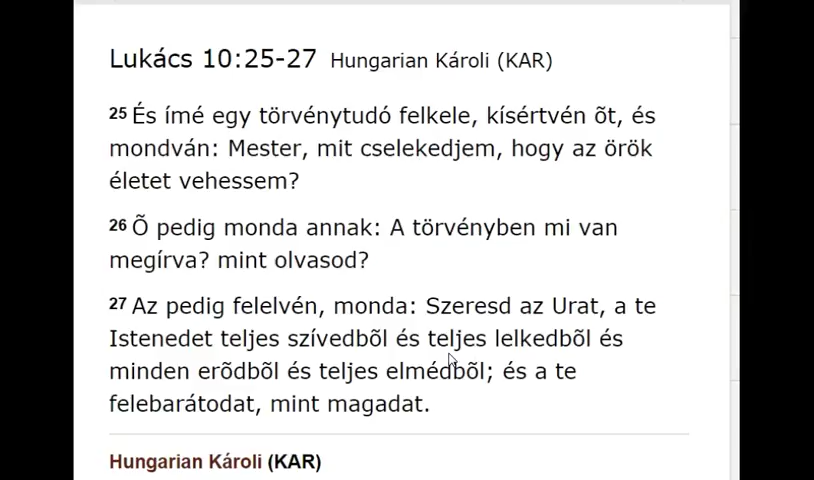 Lukács 10:25-27 Hungarian Károli (KAR)
25 És ímé egy törvénytudó felkele, kísértvén õt, és
mondván: Mester, mit cselekedjem, hogy az örök
életet vehessem?
26 Õ pedig monda annak: A törvényben mi van
megírva? mint olvasod?
27 Az pedig felelvén, monda: Szeresd az Urat, a te
Istenedet teljes szívedbõl és teljes lelkedbõl és
minden erõdbõl és teljes elmédbõl; és a te
felebarátodat, mint magadat.
Hungarian Károli (KAR)